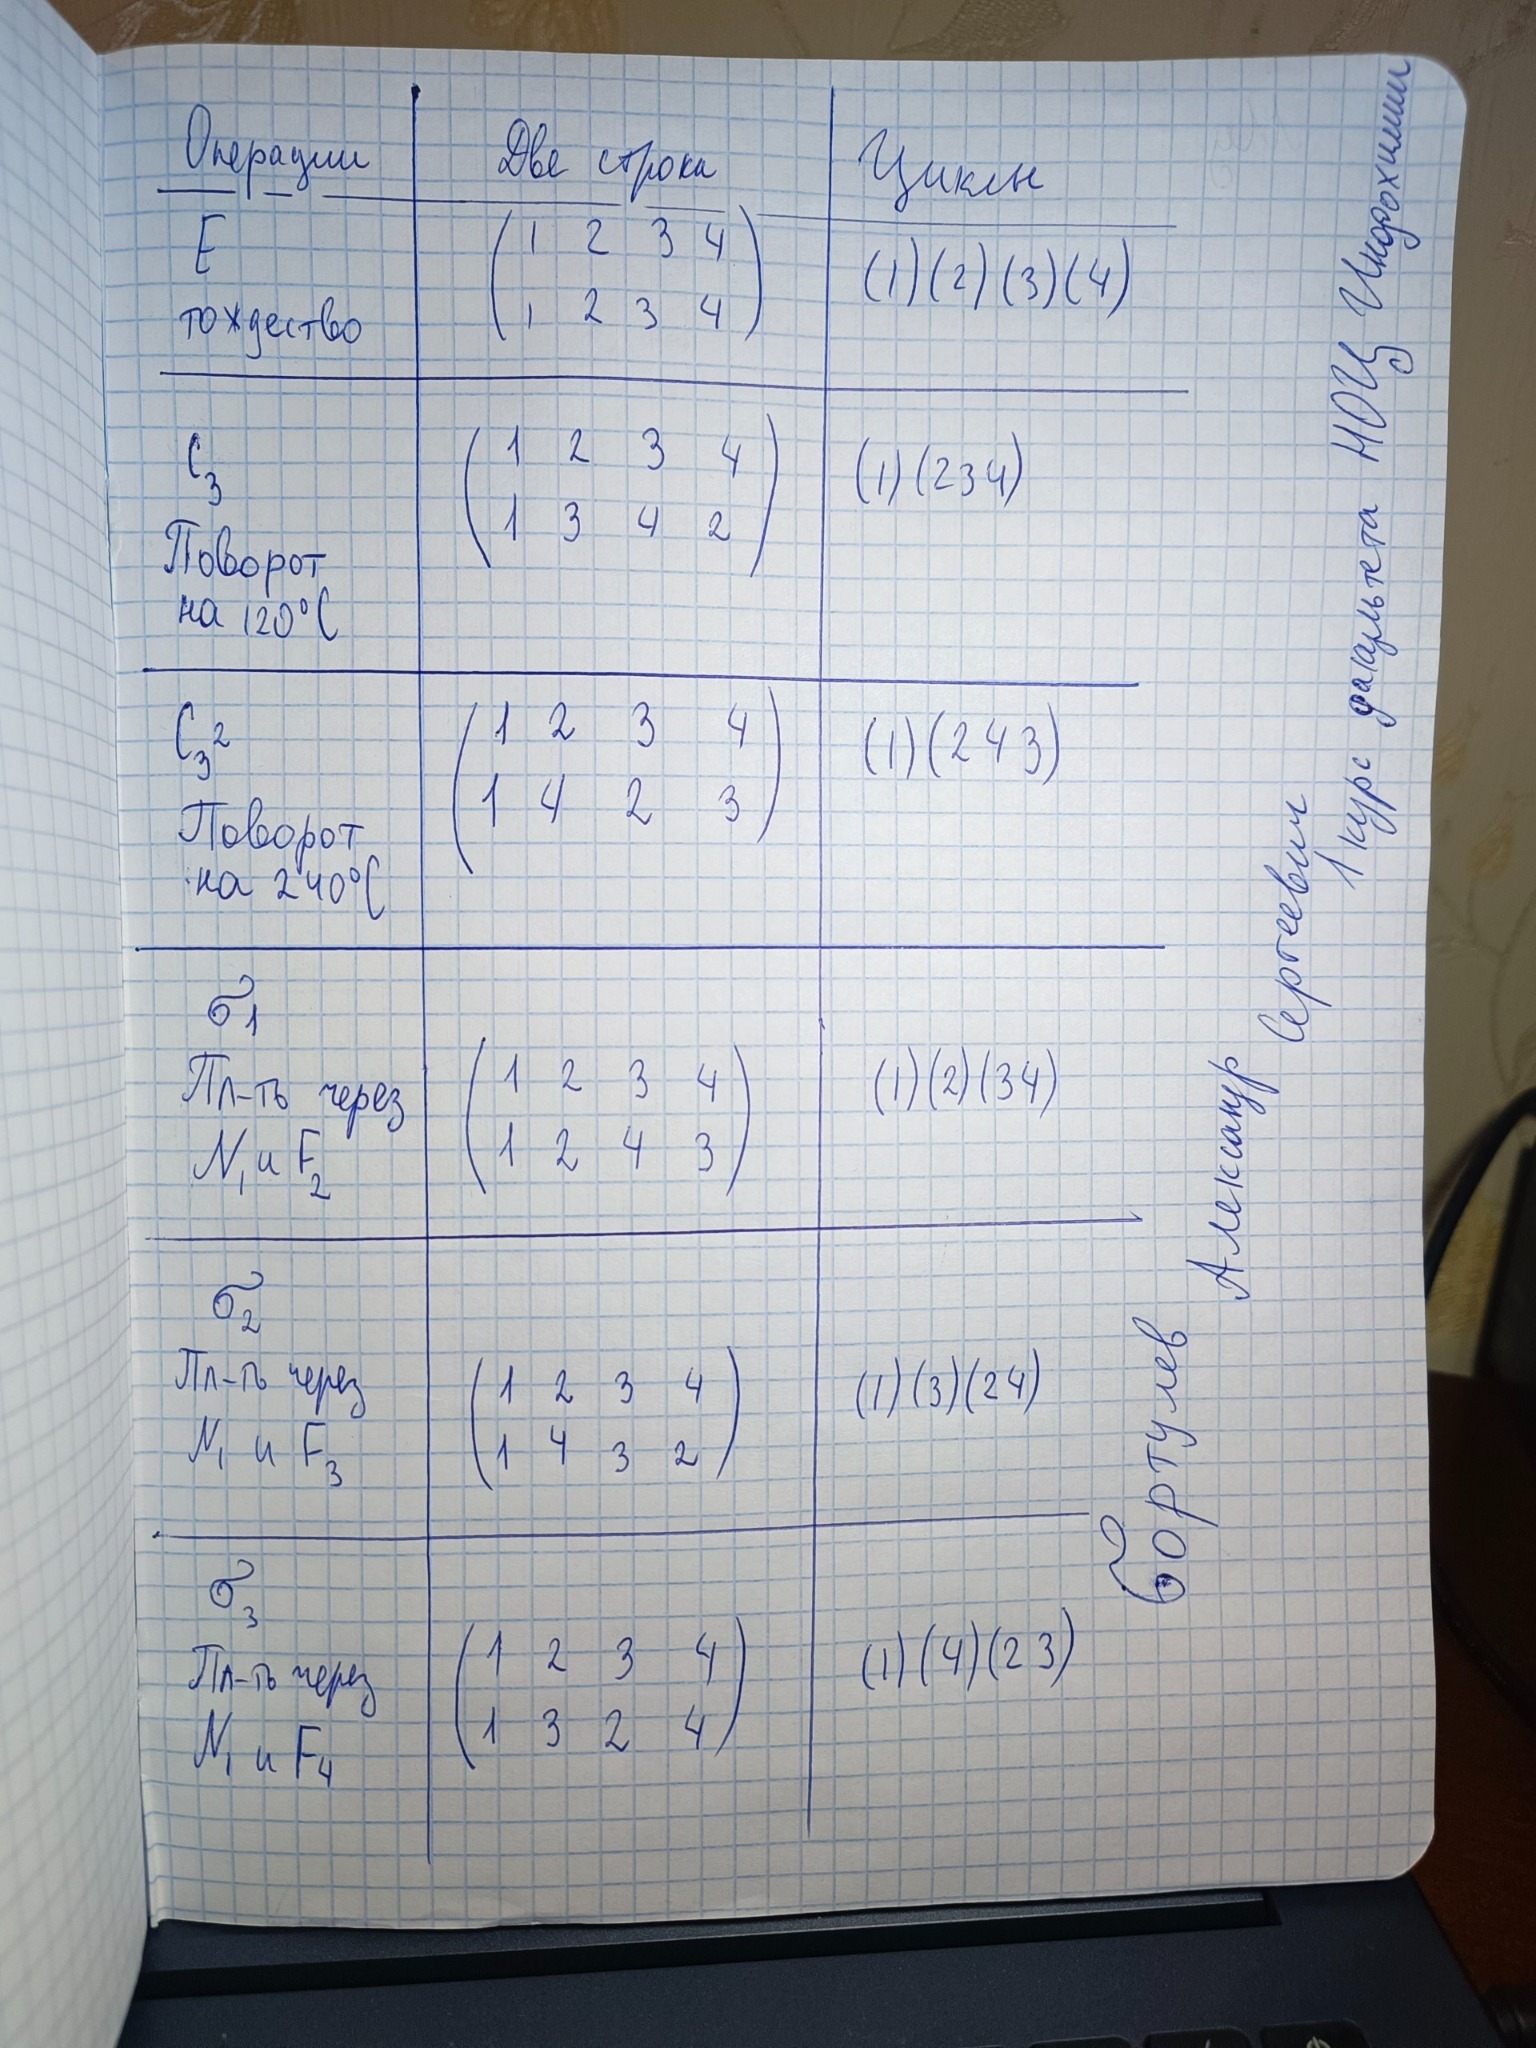 Операции Две строка Циклы
E
тождество
( 1 2 3 4 )
( 1 2 3 4 )
(1)(2)(3)(4)
C₃
Поворот
на 120°C
( 1 2 3 4 )
( 1 3 4 2 )
(1)(234)
C₃²
Поворот
на 240°C
( 1 2 3 4 )
( 1 4 2 3 )
(1)(243)
σ₁
Пл-ть через
N₁ и F₂
( 1 2 3 4 )
( 1 2 4 3 )
(1)(2)(34)
σ₂
Пл-ть через
N₁ и F₃
( 1 2 3 4 )
( 1 4 3 2 )
(1)(3)(24)
σ₃
Пл-ть через
N₁ и F₄
( 1 2 3 4 )
( 1 3 2 4 )
(1)(4)(23)
Бортулев
Александр
Сергеевич
1 курс факультета НОЦ Инфохимии